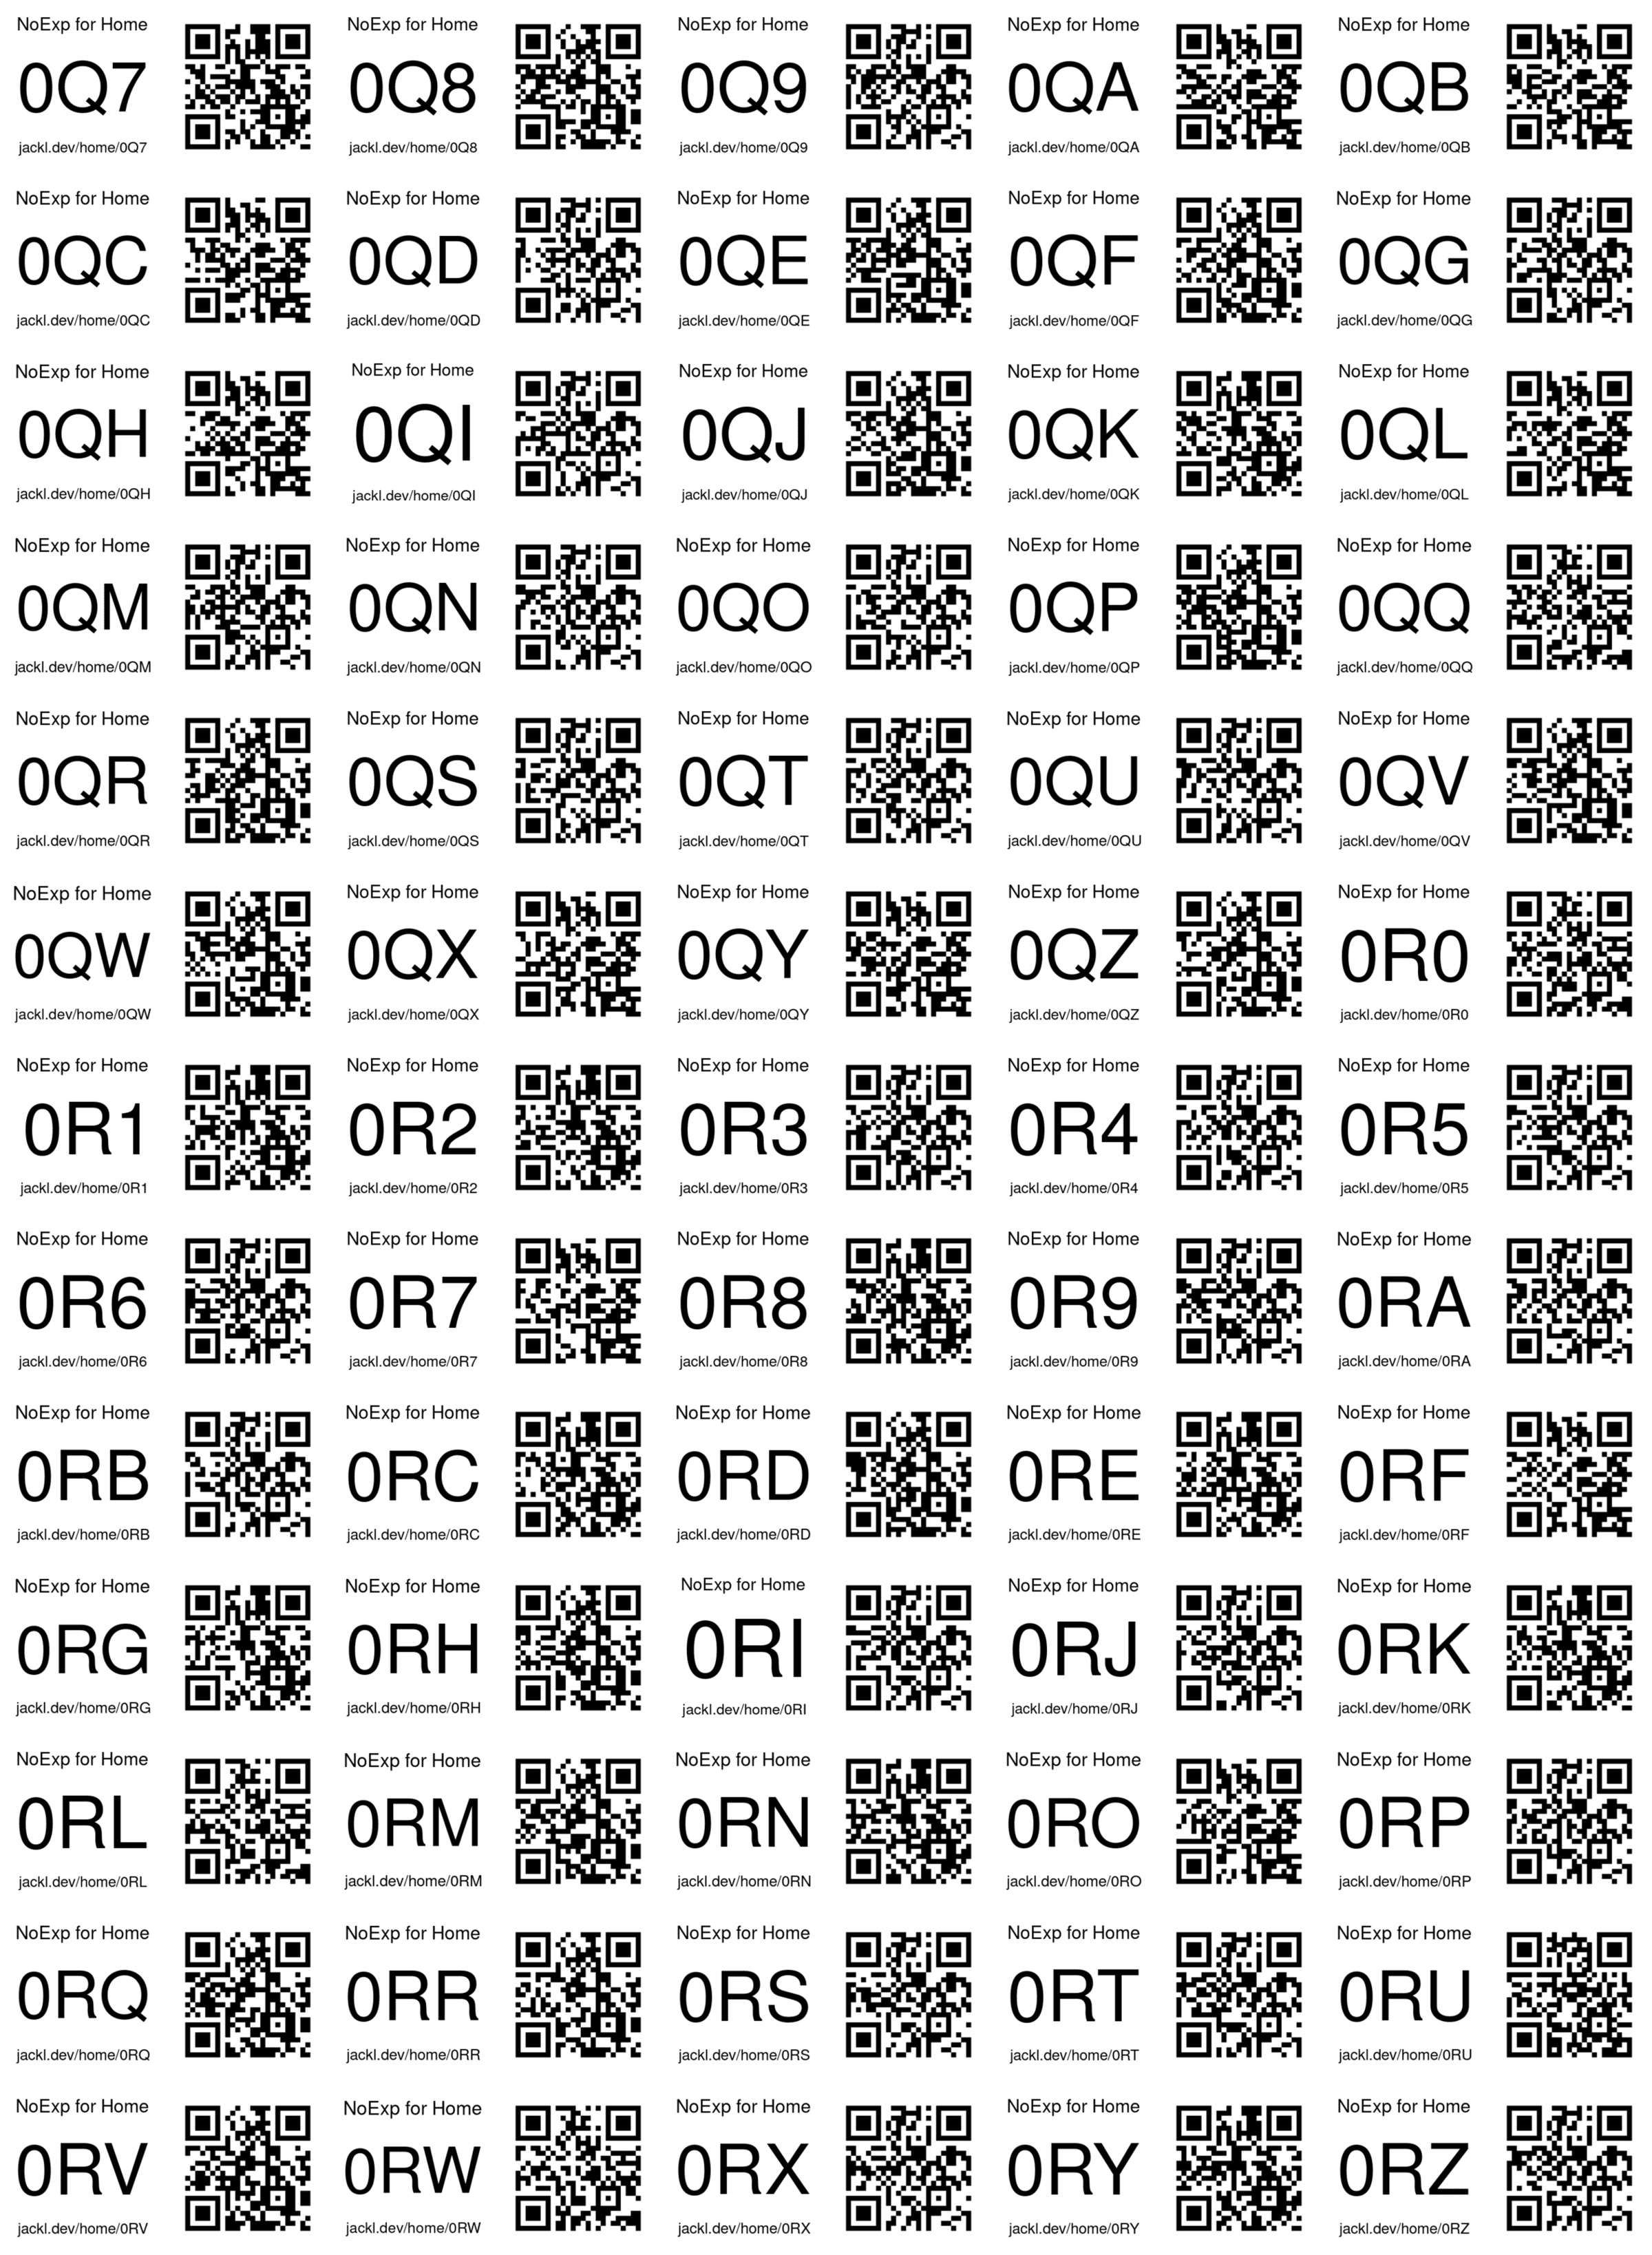 NoExp for Home NoExp for Home NoExp for Home NoExp for Home NoExp for Home
0Q7 0Q8 0Q9 0QA 0QB
jackl.dev/home/0Q7 jackl.dev/home/0Q8 jackl.dev/home/0Q9 jackl.dev/home/0QA jackl.dev/home/0QB
NoExp for Home NoExp for Home NoExp for Home NoExp for Home NoExp for Home
0QC 0QD 0QE 0QF 0QG
jackl.dev/home/0QC jackl.dev/home/0QD jackl.dev/home/0QE jackl.dev/home/0QF jackl.dev/home/0QG
NoExp for Home NoExp for Home NoExp for Home NoExp for Home NoExp for Home
0QH 0QI 0QJ 0QK 0QL
jackl.dev/home/0QH jackl.dev/home/0QI jackl.dev/home/0QJ jackl.dev/home/0QK jackl.dev/home/0QL
NoExp for Home NoExp for Home NoExp for Home NoExp for Home NoExp for Home
0QM 0QN 0QO 0QP 0QQ
jackl.dev/home/0QM jackl.dev/home/0QN jackl.dev/home/0QO jackl.dev/home/0QP jackl.dev/home/0QQ
NoExp for Home NoExp for Home NoExp for Home NoExp for Home NoExp for Home
0QR 0QS 0QT 0QU 0QV
jackl.dev/home/0QR jackl.dev/home/0QS jackl.dev/home/0QT jackl.dev/home/0QU jackl.dev/home/0QV
NoExp for Home NoExp for Home NoExp for Home NoExp for Home NoExp for Home
0QW 0QX 0QY 0QZ 0R0
jackl.dev/home/0QW jackl.dev/home/0QX jackl.dev/home/0QY jackl.dev/home/0QZ jackl.dev/home/0R0
NoExp for Home NoExp for Home NoExp for Home NoExp for Home NoExp for Home
0R1 0R2 0R3 0R4 0R5
jackl.dev/home/0R1 jackl.dev/home/0R2 jackl.dev/home/0R3 jackl.dev/home/0R4 jackl.dev/home/0R5
NoExp for Home NoExp for Home NoExp for Home NoExp for Home NoExp for Home
0R6 0R7 0R8 0R9 0RA
jackl.dev/home/0R6 jackl.dev/home/0R7 jackl.dev/home/0R8 jackl.dev/home/0R9 jackl.dev/home/0RA
NoExp for Home NoExp for Home NoExp for Home NoExp for Home NoExp for Home
0RB 0RC 0RD 0RE 0RF
jackl.dev/home/0RB jackl.dev/home/0RC jackl.dev/home/0RD jackl.dev/home/0RE jackl.dev/home/0RF
NoExp for Home NoExp for Home NoExp for Home NoExp for Home NoExp for Home
0RG 0RH 0RI 0RJ 0RK
jackl.dev/home/0RG jackl.dev/home/0RH jackl.dev/home/0RI jackl.dev/home/0RJ jackl.dev/home/0RK
NoExp for Home NoExp for Home NoExp for Home NoExp for Home NoExp for Home
0RL 0RM 0RN 0RO 0RP
jackl.dev/home/0RL jackl.dev/home/0RM jackl.dev/home/0RN jackl.dev/home/0RO jackl.dev/home/0RP
NoExp for Home NoExp for Home NoExp for Home NoExp for Home NoExp for Home
0RQ 0RR 0RS 0RT 0RU
jackl.dev/home/0RQ jackl.dev/home/0RR jackl.dev/home/0RS jackl.dev/home/0RT jackl.dev/home/0RU
NoExp for Home NoExp for Home NoExp for Home NoExp for Home NoExp for Home
0RV 0RW 0RX 0RY 0RZ
jackl.dev/home/0RV jackl.dev/home/0RW jackl.dev/home/0RX jackl.dev/home/0RY jackl.dev/home/0RZ